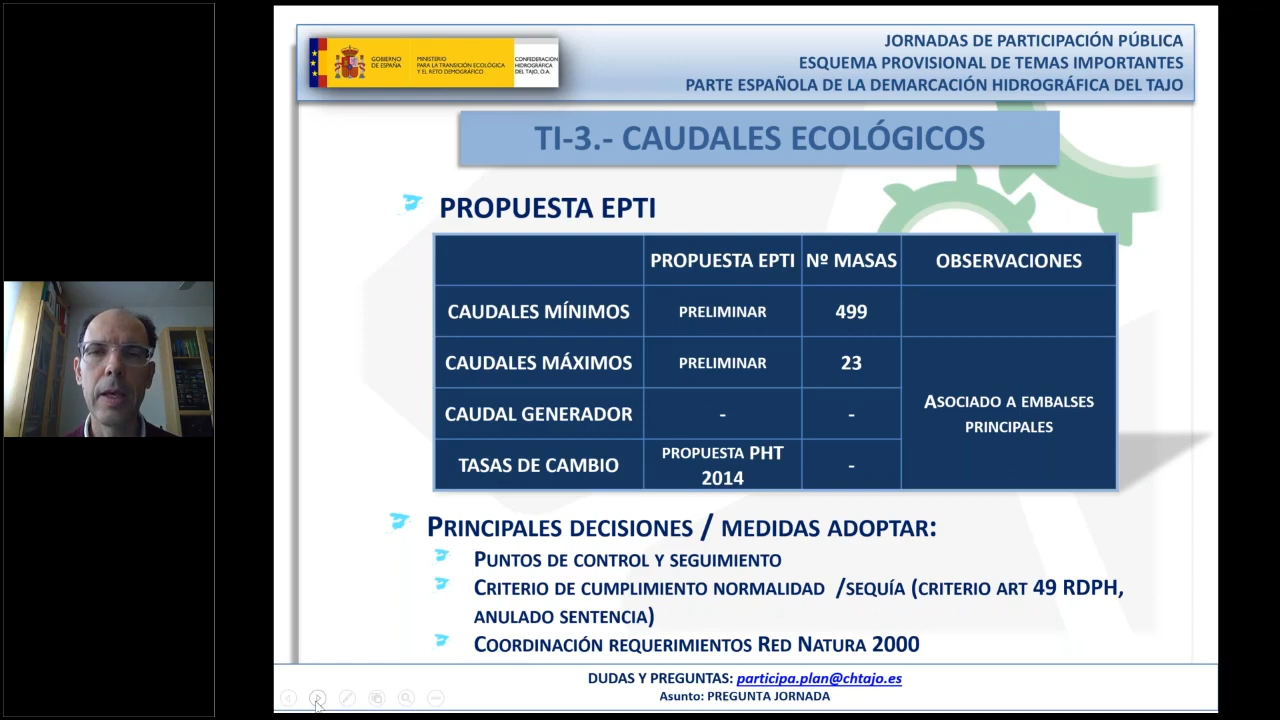 GOBIERNO
DE ESPAÑA
MINISTERIO
PARA LA TRANSICIÓN ECOLÓGICA
Y EL RETO DEMOGRÁFICO
CONFEDERACIÓN
HIDROGRÁFICA
DEL TAJO, O.A.
JORNADAS DE PARTICIPACIÓN PÚBLICA
ESQUEMA PROVISIONAL DE TEMAS IMPORTANTES
PARTE ESPAÑOLA DE LA DEMARCACIÓN HIDROGRÁFICA DEL TAJO
TI-3.- CAUDALES ECOLÓGICOS
PROPUESTA EPTI
PROPUESTA EPTI Nº MASAS OBSERVACIONES
CAUDALES MÍNIMOS PRELIMINAR 499
CAUDALES MÁXIMOS PRELIMINAR 23
CAUDAL GENERADOR - -
TASAS DE CAMBIO PROPUESTA PHT 2014 -
ASOCIADO A EMBALSES
PRINCIPALES
PRINCIPALES DECISIONES / MEDIDAS ADOPTAR:
PUNTOS DE CONTROL Y SEGUIMIENTO
CRITERIO DE CUMPLIMIENTO NORMALIDAD /SEQUÍA (CRITERIO ART 49 RDPH,
ANULADO SENTENCIA)
COORDINACIÓN REQUERIMIENTOS RED NATURA 2000
DUDAS Y PREGUNTAS: participa.plan@chtajo.es
Asunto: PREGUNTA JORNADA